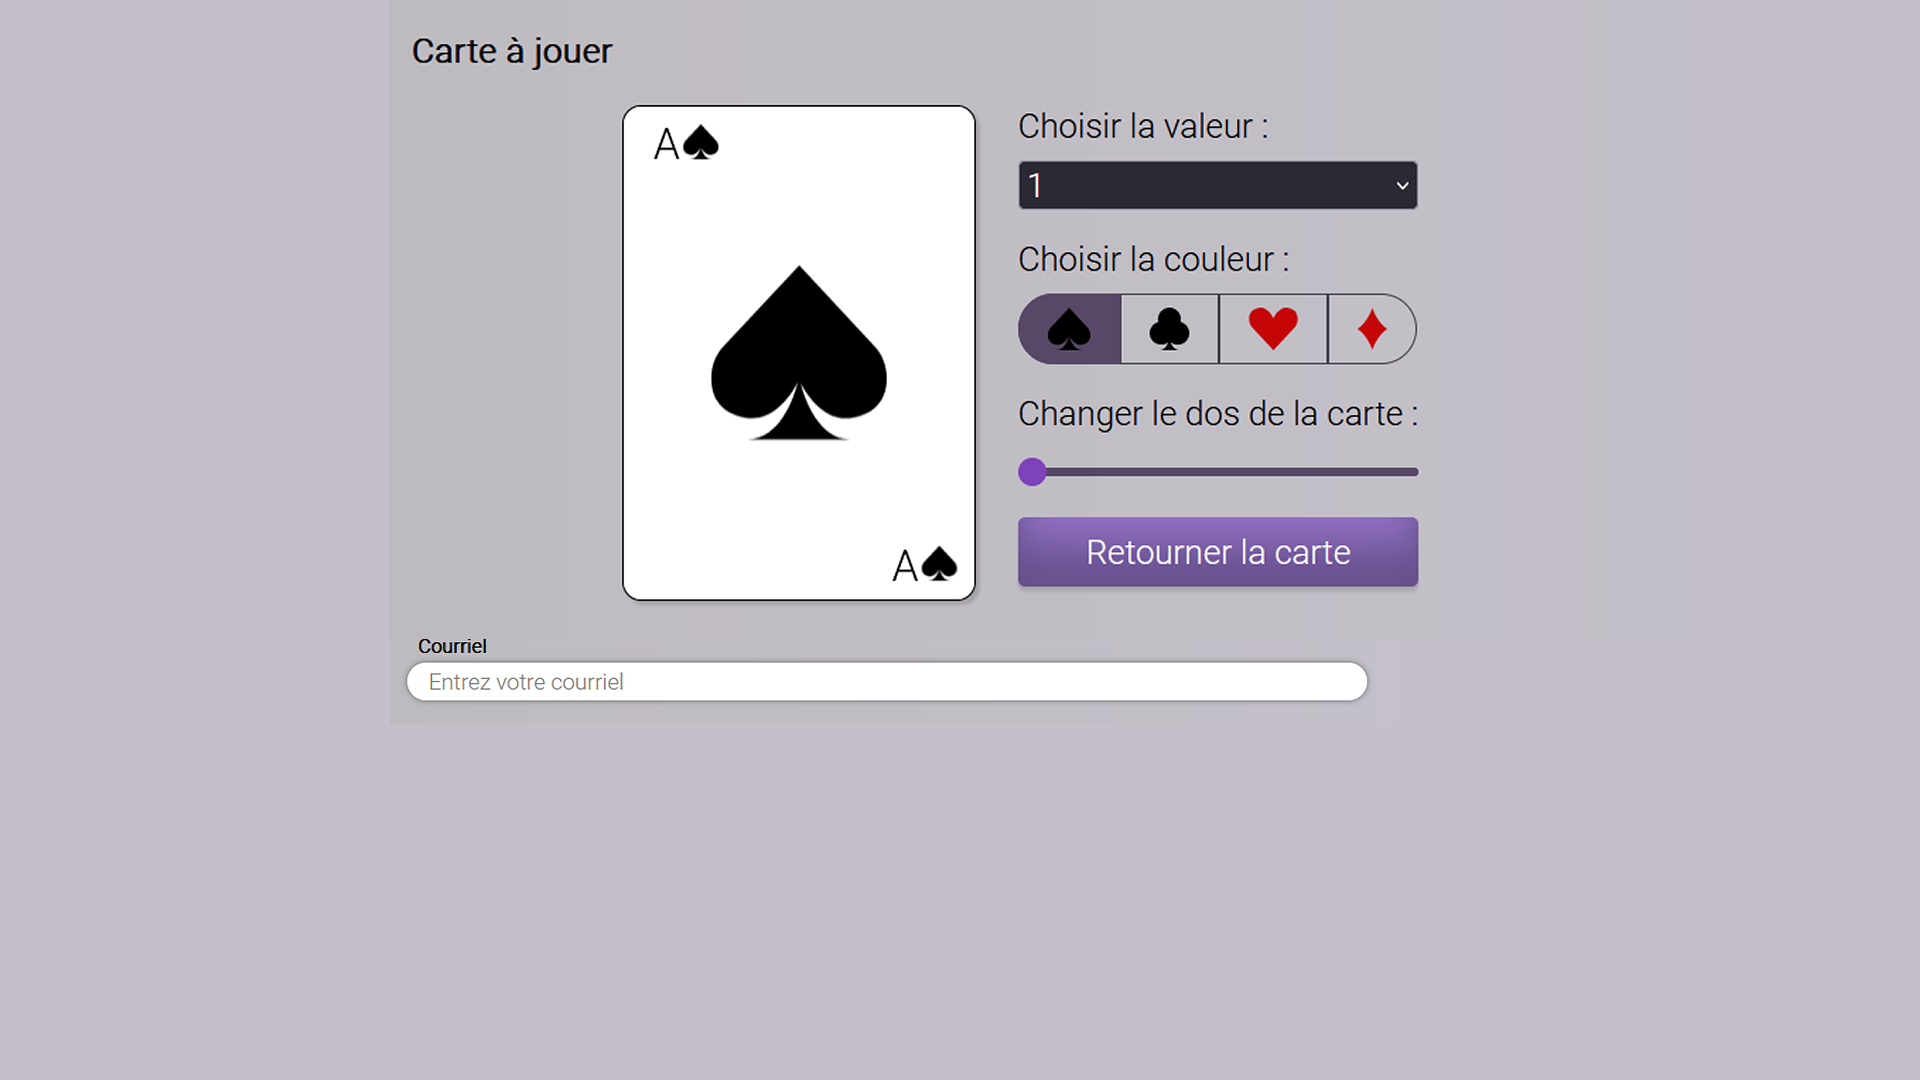 Carte à jouer
A
Choisir la valeur :
1
Choisir la couleur :
Changer le dos de la carte :
Retourner la carte
A
Courriel
Entrez votre courriel